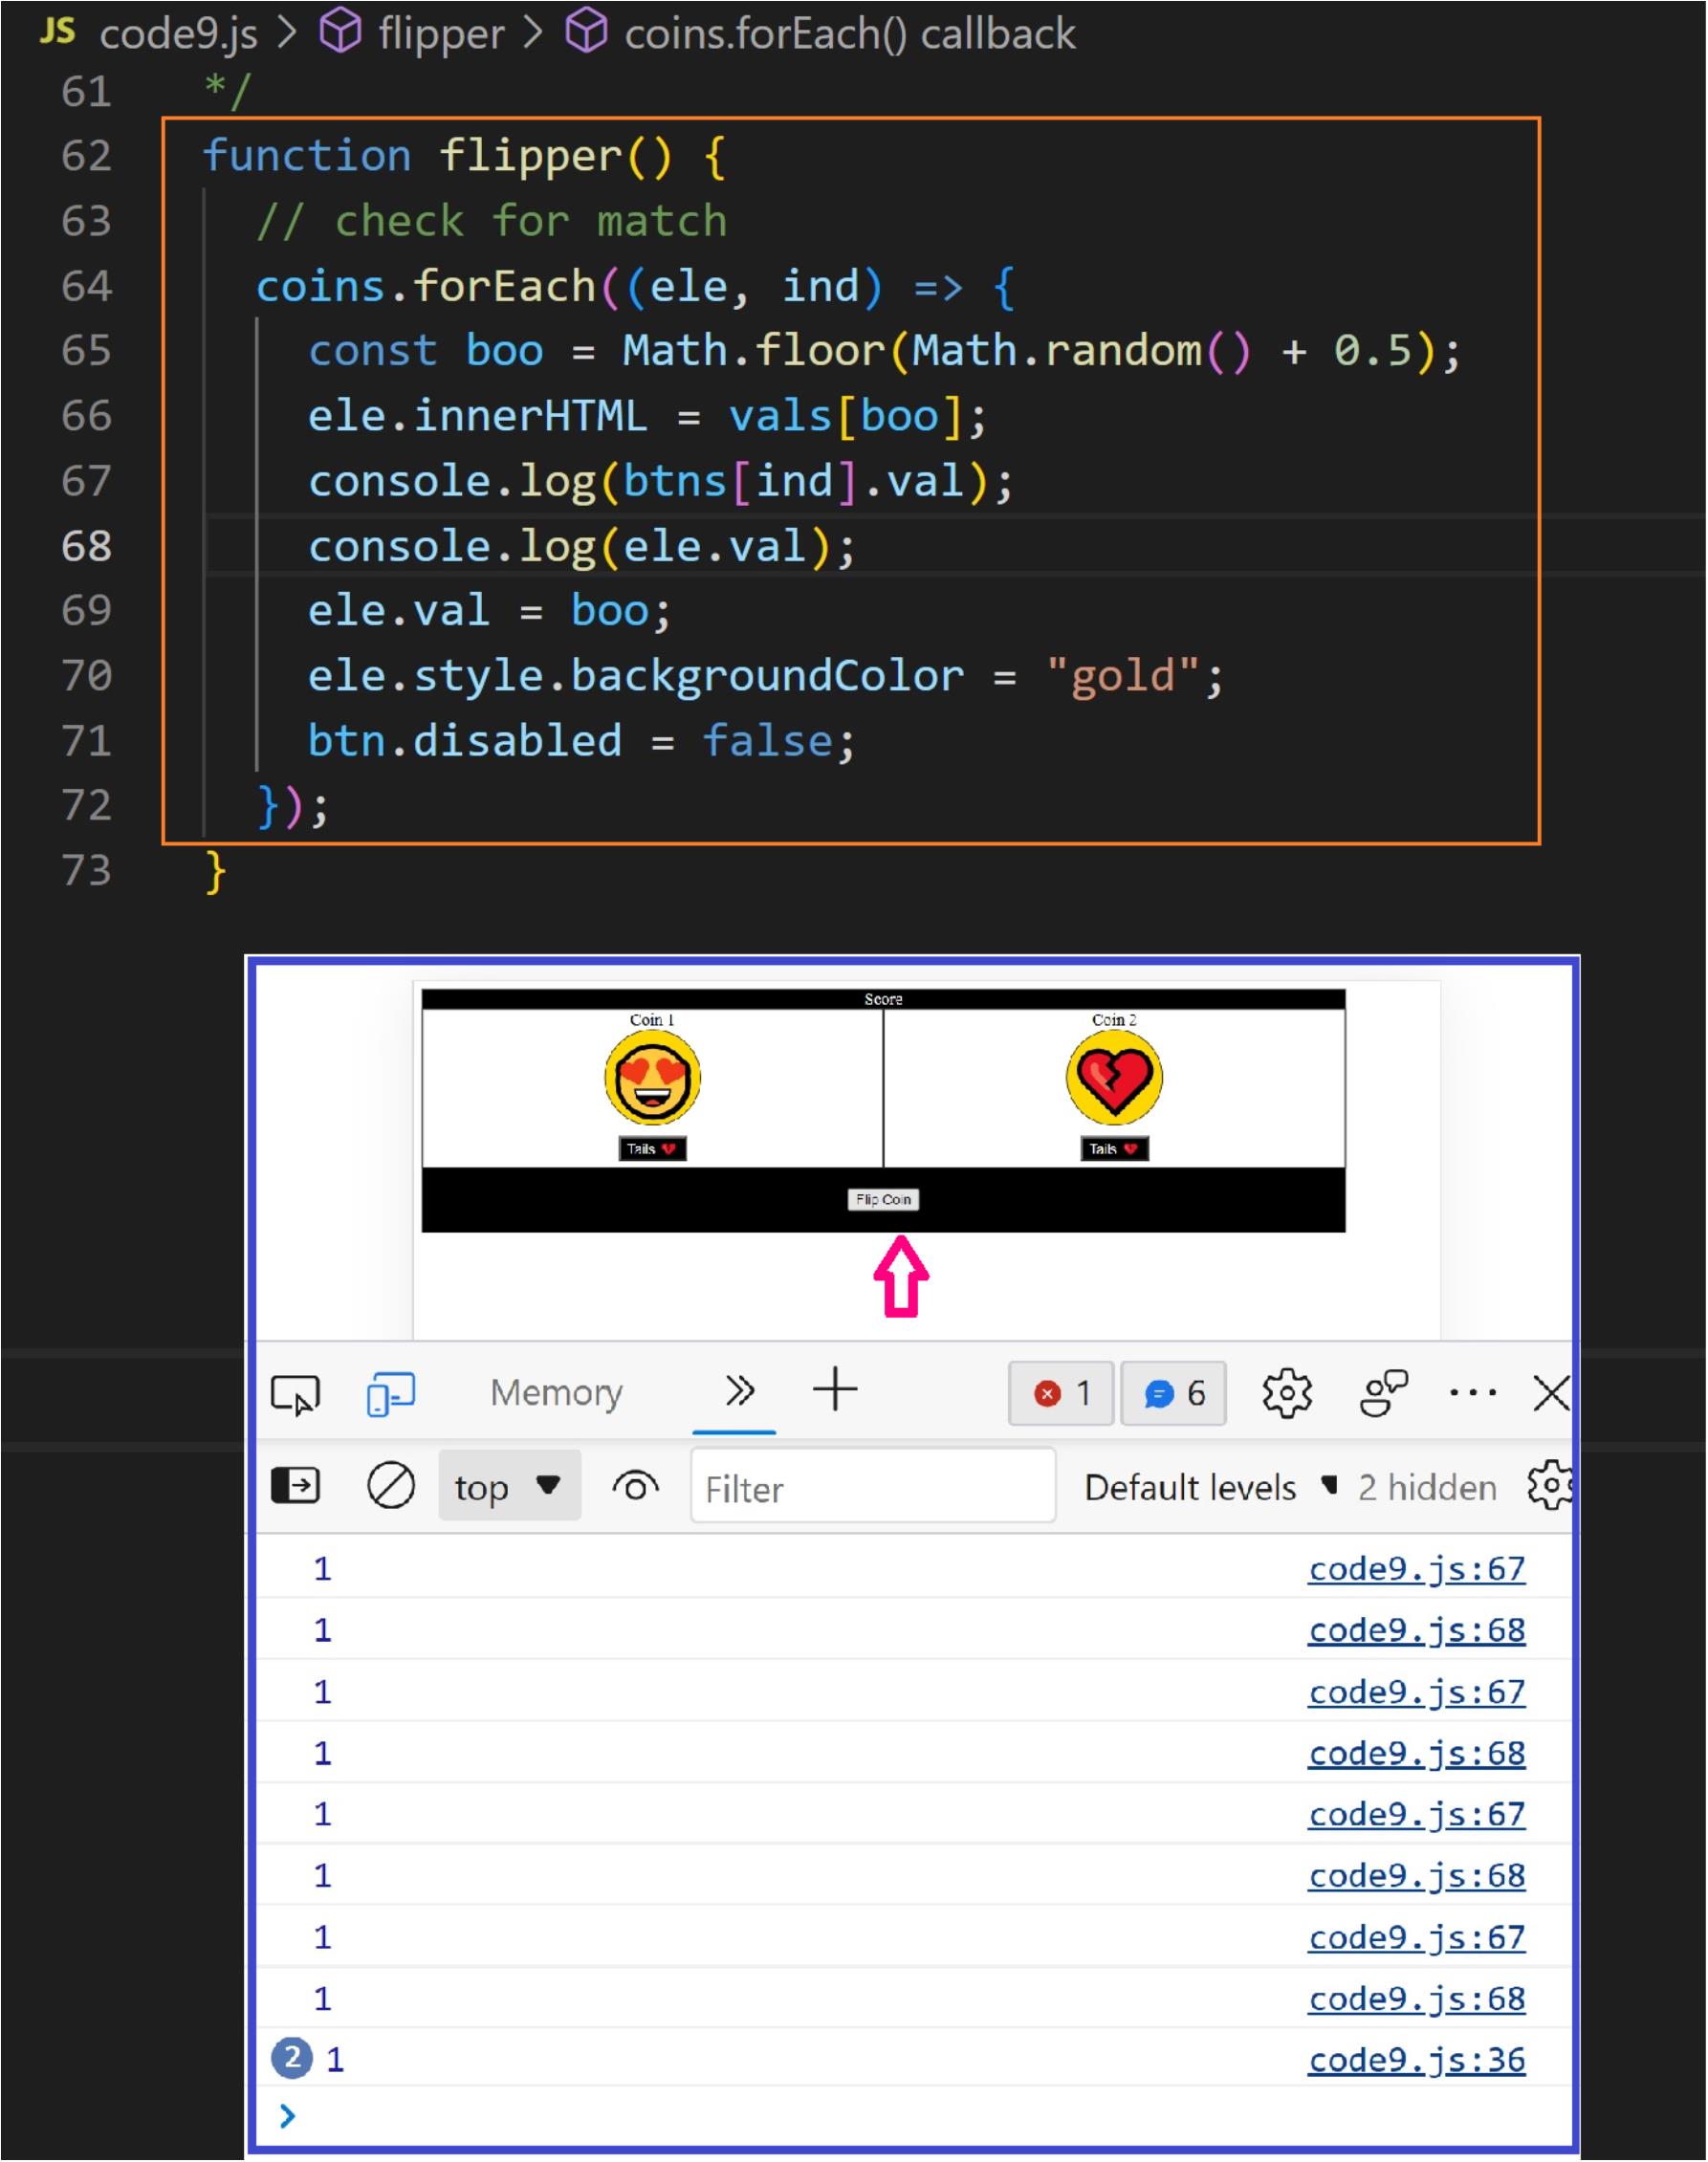 JS code9.js > flipper > coins.forEach() callback
61 */
62 function flipper() {
63 // check for match
64 coins.forEach((ele, ind) => {
65 const boo = Math.floor(Math.random() + 0.5);
66 ele.innerHTML = vals[boo];
67 console.log(btns[ind].val);
68 console.log(ele.val);
69 ele.val = boo;
70 ele.style.backgroundColor = "gold";
71 btn.disabled = false;
72 });
73 }
Score
Coin 1 Coin 2
Tails Tails
Flip Coin
Memory 1 6
top Filter Default levels 2 hidden
1 code9.js:67
1 code9.js:68
1 code9.js:67
1 code9.js:68
1 code9.js:67
1 code9.js:68
1 code9.js:67
1 code9.js:68
2 1 code9.js:36